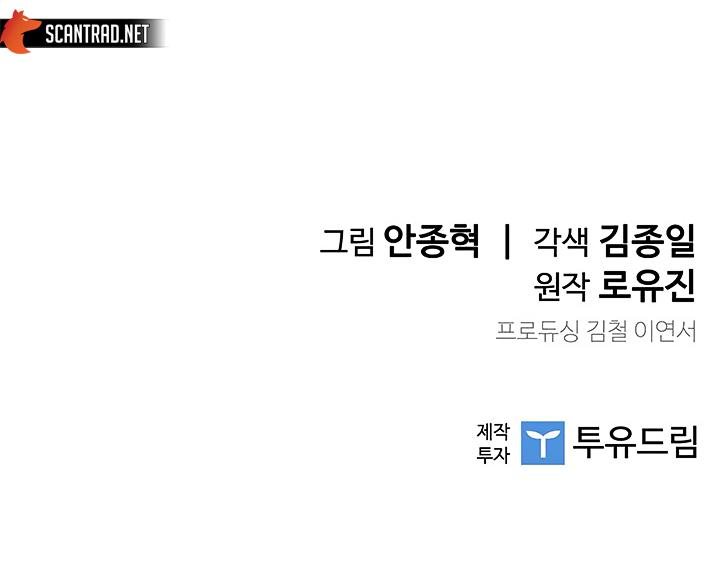 SCANTRAD.NET
그림 안종혁 | 각색 김종일
원작 로유진
프로듀싱 김철 이연서
제작
투자
투유드림